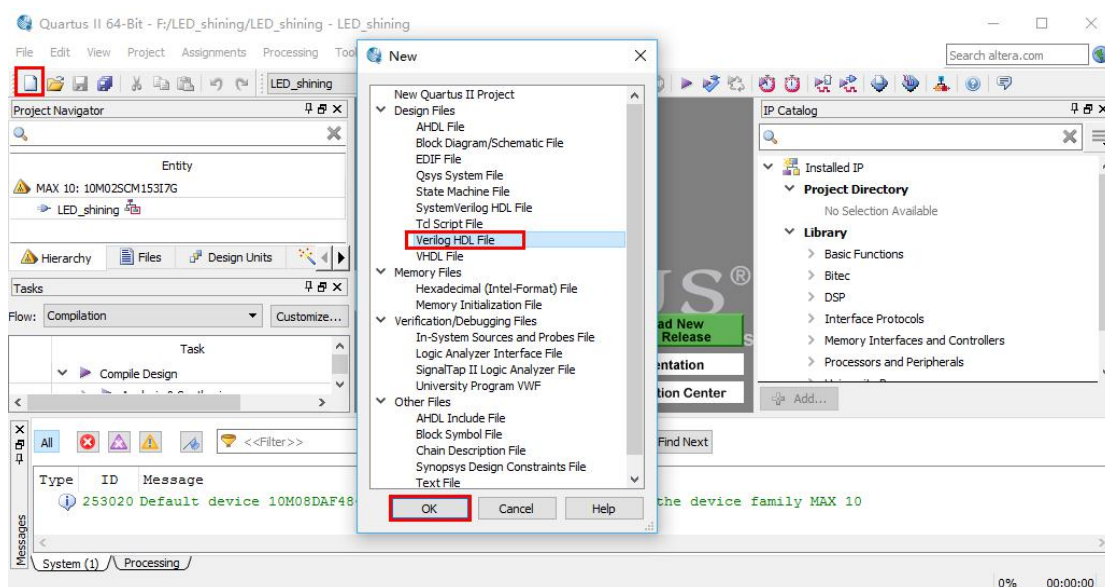 Quartus II 64-Bit - F:/LED_shining/LED_shining - LED_shining
File Edit View Project Assignments Processing
Search altera.com
LED_shining
Project Navigator
Entity
MAX 10: 10M02SCM153I7G
LED_shining
Hierarchy Files Design Units
Tasks
Flow: Compilation Customize...
Task
Compile Design
New
New Quartus II Project
Design Files
AHDL File
Block Diagram/Schematic File
EDIF File
Qsys System File
State Machine File
SystemVerilog HDL File
Tcl Script File
Verilog HDL File
VHDL File
Memory Files
Hexadecimal (Intel-Format) File
Memory Initialization File
Verification/Debugging Files
In-System Sources and Probes File
Logic Analyzer Interface File
SignalTap II Logic Analyzer File
University Program VWF
Other Files
AHDL Include File
Block Symbol File
Chain Description File
Synopsys Design Constraints File
Text File
OK Cancel Help
US®
ad New
Release
entation
tion Center
IP Catalog
Installed IP
Project Directory
No Selection Available
Library
Basic Functions
Bitec
DSP
Interface Protocols
Memory Interfaces and Controllers
Processors and Peripherals
Add...
All <<Filter>> Find Next
Type ID Message
253020 Default device 10M08DAF48 the device family MAX 10
Messages
System (1) Processing
0% 00:00:00